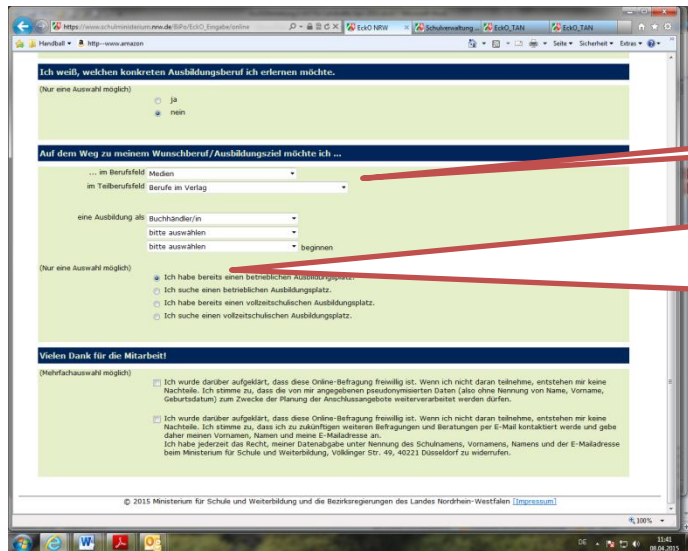 https://www.schulministerium.nrw.de/BiPo/EckO_Eingabe/online
EckO NRW
Schulverwaltung ...
EckO_TAN
EckO_TAN
Handball
http--www.amazon
Seite
Sicherheit
Extras
Ich weiß, welchen konkreten Ausbildungsberuf ich erlernen möchte.
(Nur eine Auswahl möglich)
ja
nein
Auf dem Weg zu meinem Wunschberuf/Ausbildungsziel möchte ich ...
... im Berufsfeld Medien
im Teilberufsfeld Berufe im Verlag
eine Ausbildung als Buchhändler/in
bitte auswählen
bitte auswählen beginnen
(Nur eine Auswahl möglich)
Ich habe bereits einen betrieblichen Ausbildungsplatz.
Ich suche einen betrieblichen Ausbildungsplatz.
Ich habe bereits einen vollzeitschulischen Ausbildungsplatz.
Ich suche einen vollzeitschulischen Ausbildungsplatz.
Vielen Dank für die Mitarbeit!
(Mehrfachauswahl möglich)
Ich wurde darüber aufgeklärt, dass diese Online-Befragung freiwillig ist. Wenn ich nicht daran teilnehme, entstehen mir keine
Nachteile. Ich stimme zu, dass die von mir angegebenen pseudonymisierten Daten (also ohne Nennung von Name, Vorname,
Geburtsdatum) zum Zwecke der Planung der Anschlussangebote weiterverarbeitet werden dürfen.
Ich wurde darüber aufgeklärt, dass diese Online-Befragung freiwillig ist. Wenn ich nicht daran teilnehme, entstehen mir keine
Nachteile. Ich stimme zu, dass ich zu zukünftigen weiteren Befragungen und Beratungen per E-Mail kontaktiert werde und gebe
daher meinen Vornamen, Namen und meine E-Mailadresse an.
Ich habe jederzeit das Recht, meiner Datenabgabe unter Nennung des Schulnamens, Vornamens, Namens und der E-Mailadresse
beim Ministerium für Schule und Weiterbildung, Völklinger Str. 49, 40221 Düsseldorf zu widerrufen.
© 2015 Ministerium für Schule und Weiterbildung und die Bezirksregierungen des Landes Nordrhein-Westfalen [Impressum]
100%
DE
11:41
08.04.2015